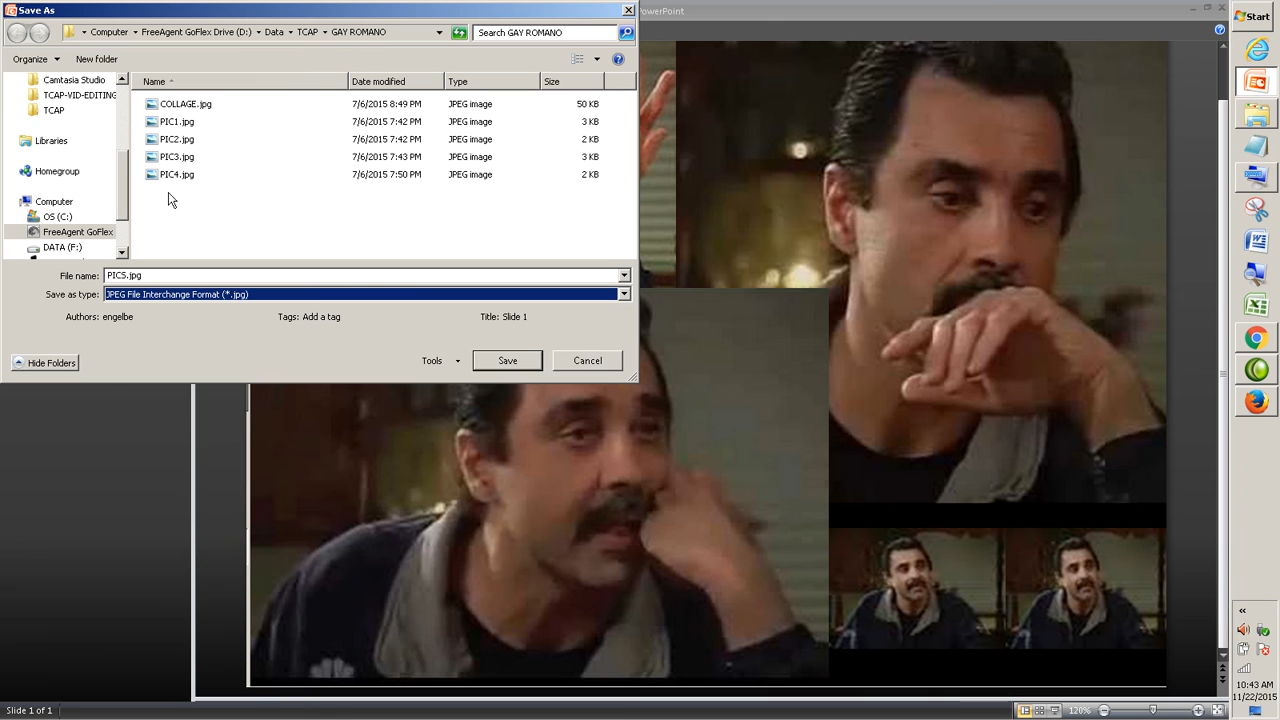 Save As
PowerPoint
Computer FreeAgent GoFlex Drive (D:) Data TCAP GAY ROMANO
Search GAY ROMANO
Organize New folder
Name Date modified Type Size
Camtasia Studio
TCAP-VID-EDITING
TCAP
Libraries
Homegroup
Computer
OS (C:)
FreeAgent GoFlex
DATA (F:)
COLLAGE.jpg 7/6/2015 8:49 PM JPEG image 50 KB
PIC1.jpg 7/6/2015 7:42 PM JPEG image 3 KB
PIC2.jpg 7/6/2015 7:42 PM JPEG image 2 KB
PIC3.jpg 7/6/2015 7:43 PM JPEG image 3 KB
PIC4.jpg 7/6/2015 7:50 PM JPEG image 2 KB
File name: PIC5.jpg
Save as type: JPEG File Interchange Format (*.jpg)
Authors: engelbe Tags: Add a tag Title: Slide 1
Hide Folders Tools Save Cancel
Start
10:43 AM
11/22/2015
Slide 1 of 1
120%